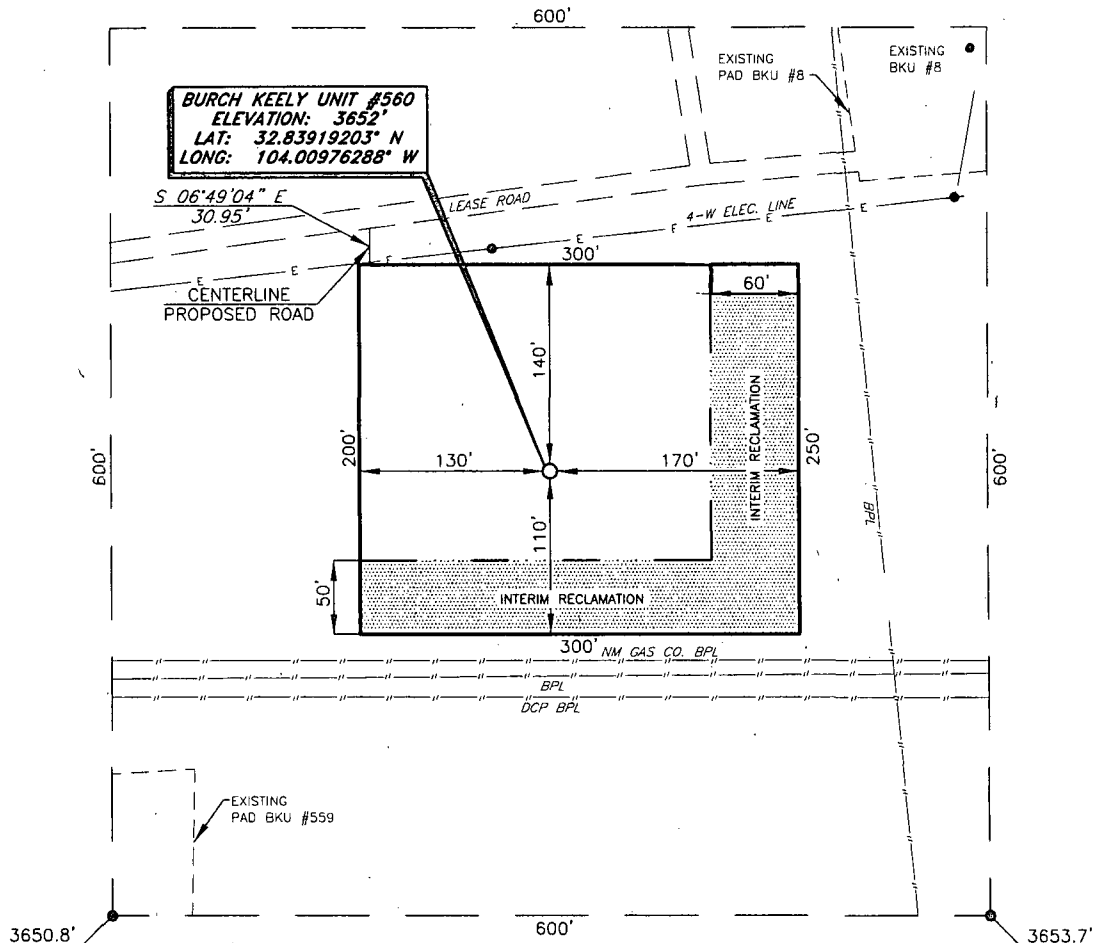 600'
BURCH KEELY UNIT #560
ELEVATION: 3652'
LAT: 32.83919203° N
LONG: 104.00976288° W
EXISTING
PAD BKU #8
EXISTING
BKU #8
S 06°49'04" E
30.95'
LEASE ROAD
4-W ELEC. LINE
E
E
E
E
E
E
E
CENTERLINE
PROPOSED ROAD
300'
60'
140'
INTERIM RECLAMATION
600'
200'
130'
170'
250'
600'
110'
BPL
50'
INTERIM RECLAMATION
300'
NM GAS CO. BPL
BPL
DCP BPL
EXISTING
PAD BKU #559
3650.8'
600'
3653.7'